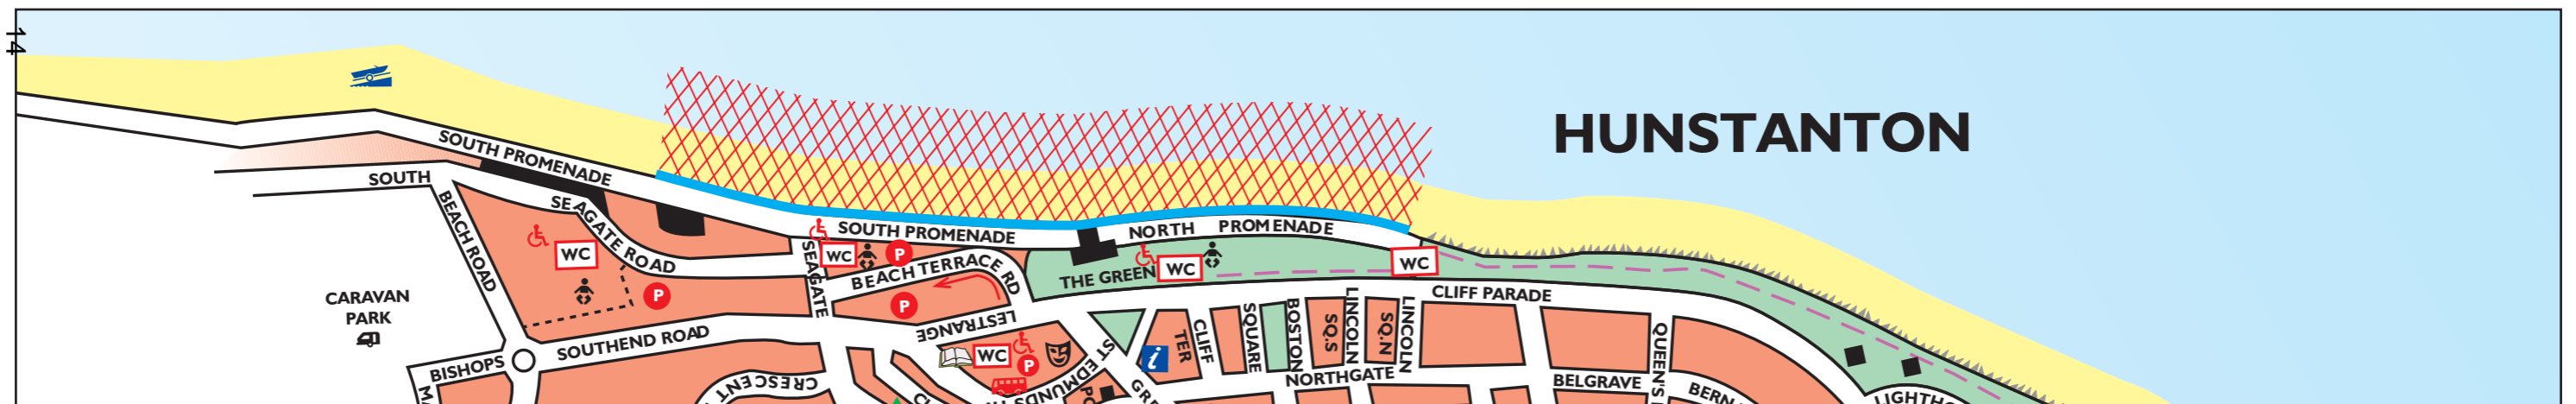 14
HUNSTANTON
SOUTH PROMENADE
SOUTH
BEACH ROAD
SEAGATE ROAD
WC
P
CARAVAN
PARK
BISHOPS
SOUTHEND ROAD
SEAGATE
SOUTH PROMENADE
WC
P
BEACH TERRACE RD
P
LESTRANGE
WC
P
CRESCENT
ST EDMUNDS
NORTH PROMENADE
THE GREEN
WC
WC
CLIFF PARADE
i
TER
CLIFF
SQUARE
BOSTON
SQ.S
LINCOLN
SQ.N
LINCOLN
NORTHGATE
BELGRAVE
QUEEN'S